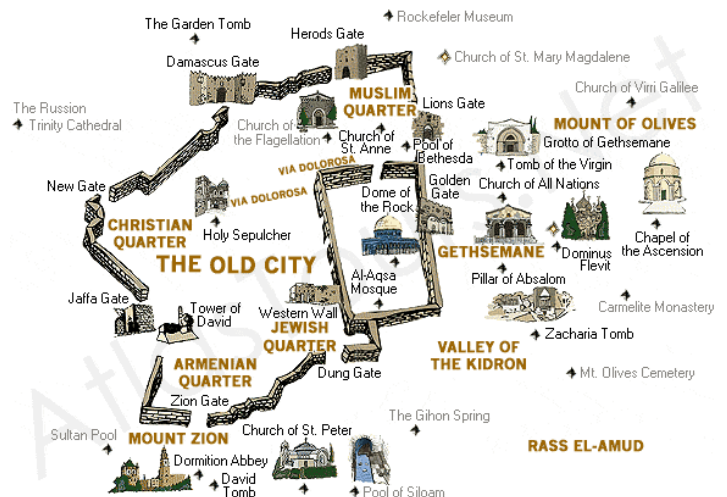 Rockefeler Museum
The Garden Tomb
Herods Gate
Damascus Gate
Church of St. Mary Magdalene
Church of Virri Galilee
MUSLIM
QUARTER
Lions Gate
The Russion
Trinity Cathedral
MOUNT OF OLIVES
Church of
the Flagellation
Church of
St. Anne
Pool of
Bethesda
Grotto of Gethsemane
Tomb of the Virgin
VIA DOLOROSA
VIA DOLOROSA
New Gate
Dome of
the Rock
Golden
Gate
Church of All Nations
CHRISTIAN
QUARTER
Holy Sepulcher
Chapel of
the Ascension
THE OLD CITY
GETHSEMANE
Dominus
Flevit
Al-Aqsa
Mosque
Pillar of Absalom
Jaffa Gate
Tower of
David
Western Wall
Carmelite Monastery
JEWISH
QUARTER
Zacharia Tomb
VALLEY OF
THE KIDRON
ARMENIAN
QUARTER
Dung Gate
Mt. Olives Cemetery
Zion Gate
The Gihon Spring
Sultan Pool
MOUNT ZION
Church of St. Peter
RASS EL-AMUD
Dormition Abbey
David
Tomb
Pool of Siloam